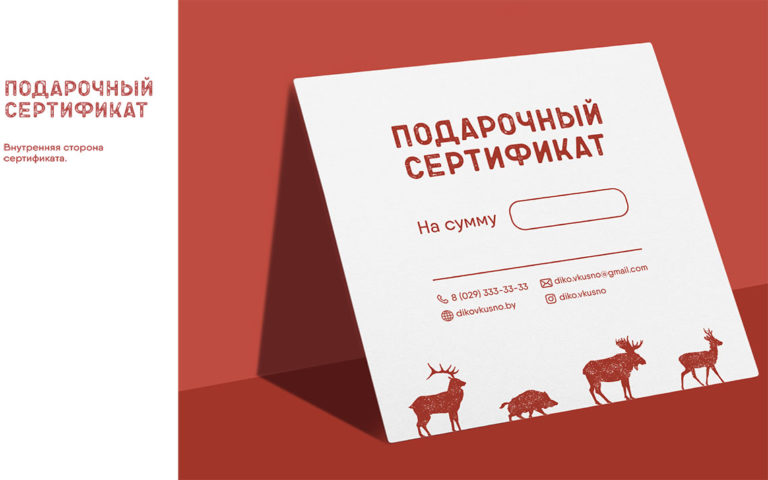 ПОДАРОЧНЫЙ
СЕРТИФИКАТ
Внутренняя сторона
сертификата.
ПОДАРОЧНЫЙ
СЕРТИФИКАТ
На сумму
8 (029) 333-33-33
dikovkusno.by
diko.vkusno@gmail.com
diko.vkusno